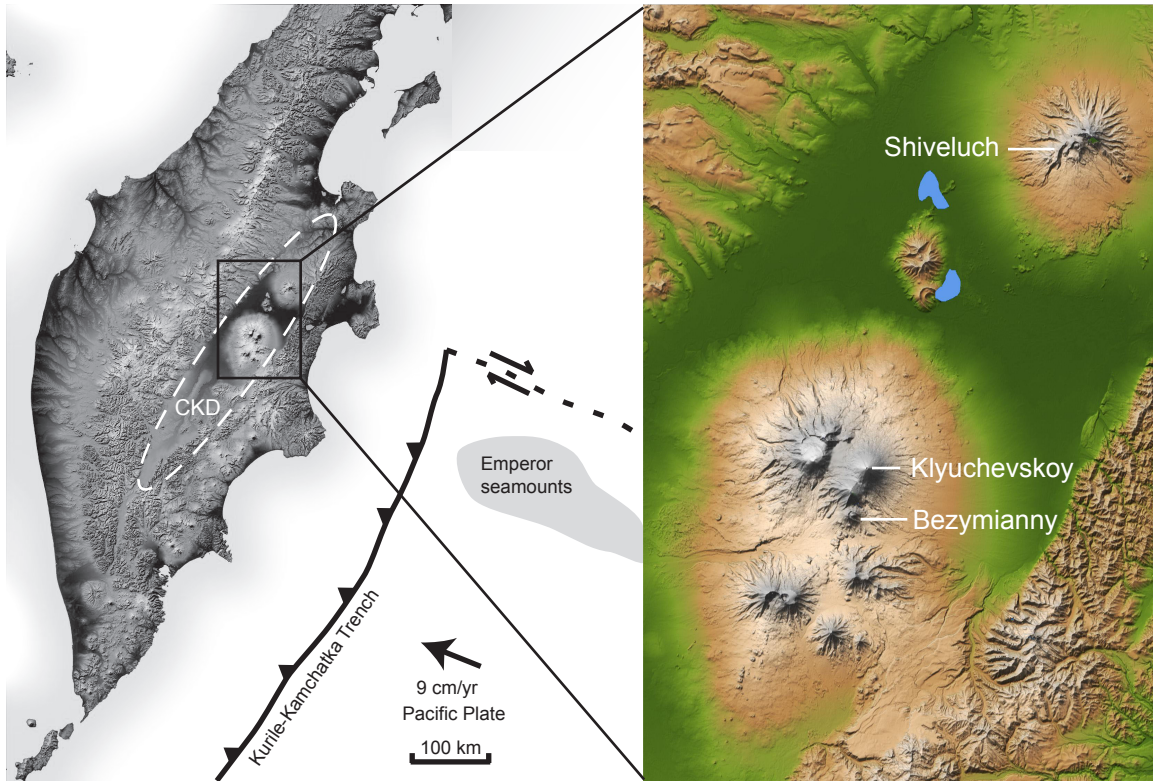 CKD
Emperor
seamounts
Kurile-Kamchatka Trench
9 cm/yr
Pacific Plate
100 km
Shiveluch
Klyuchevskoy
Bezymianny